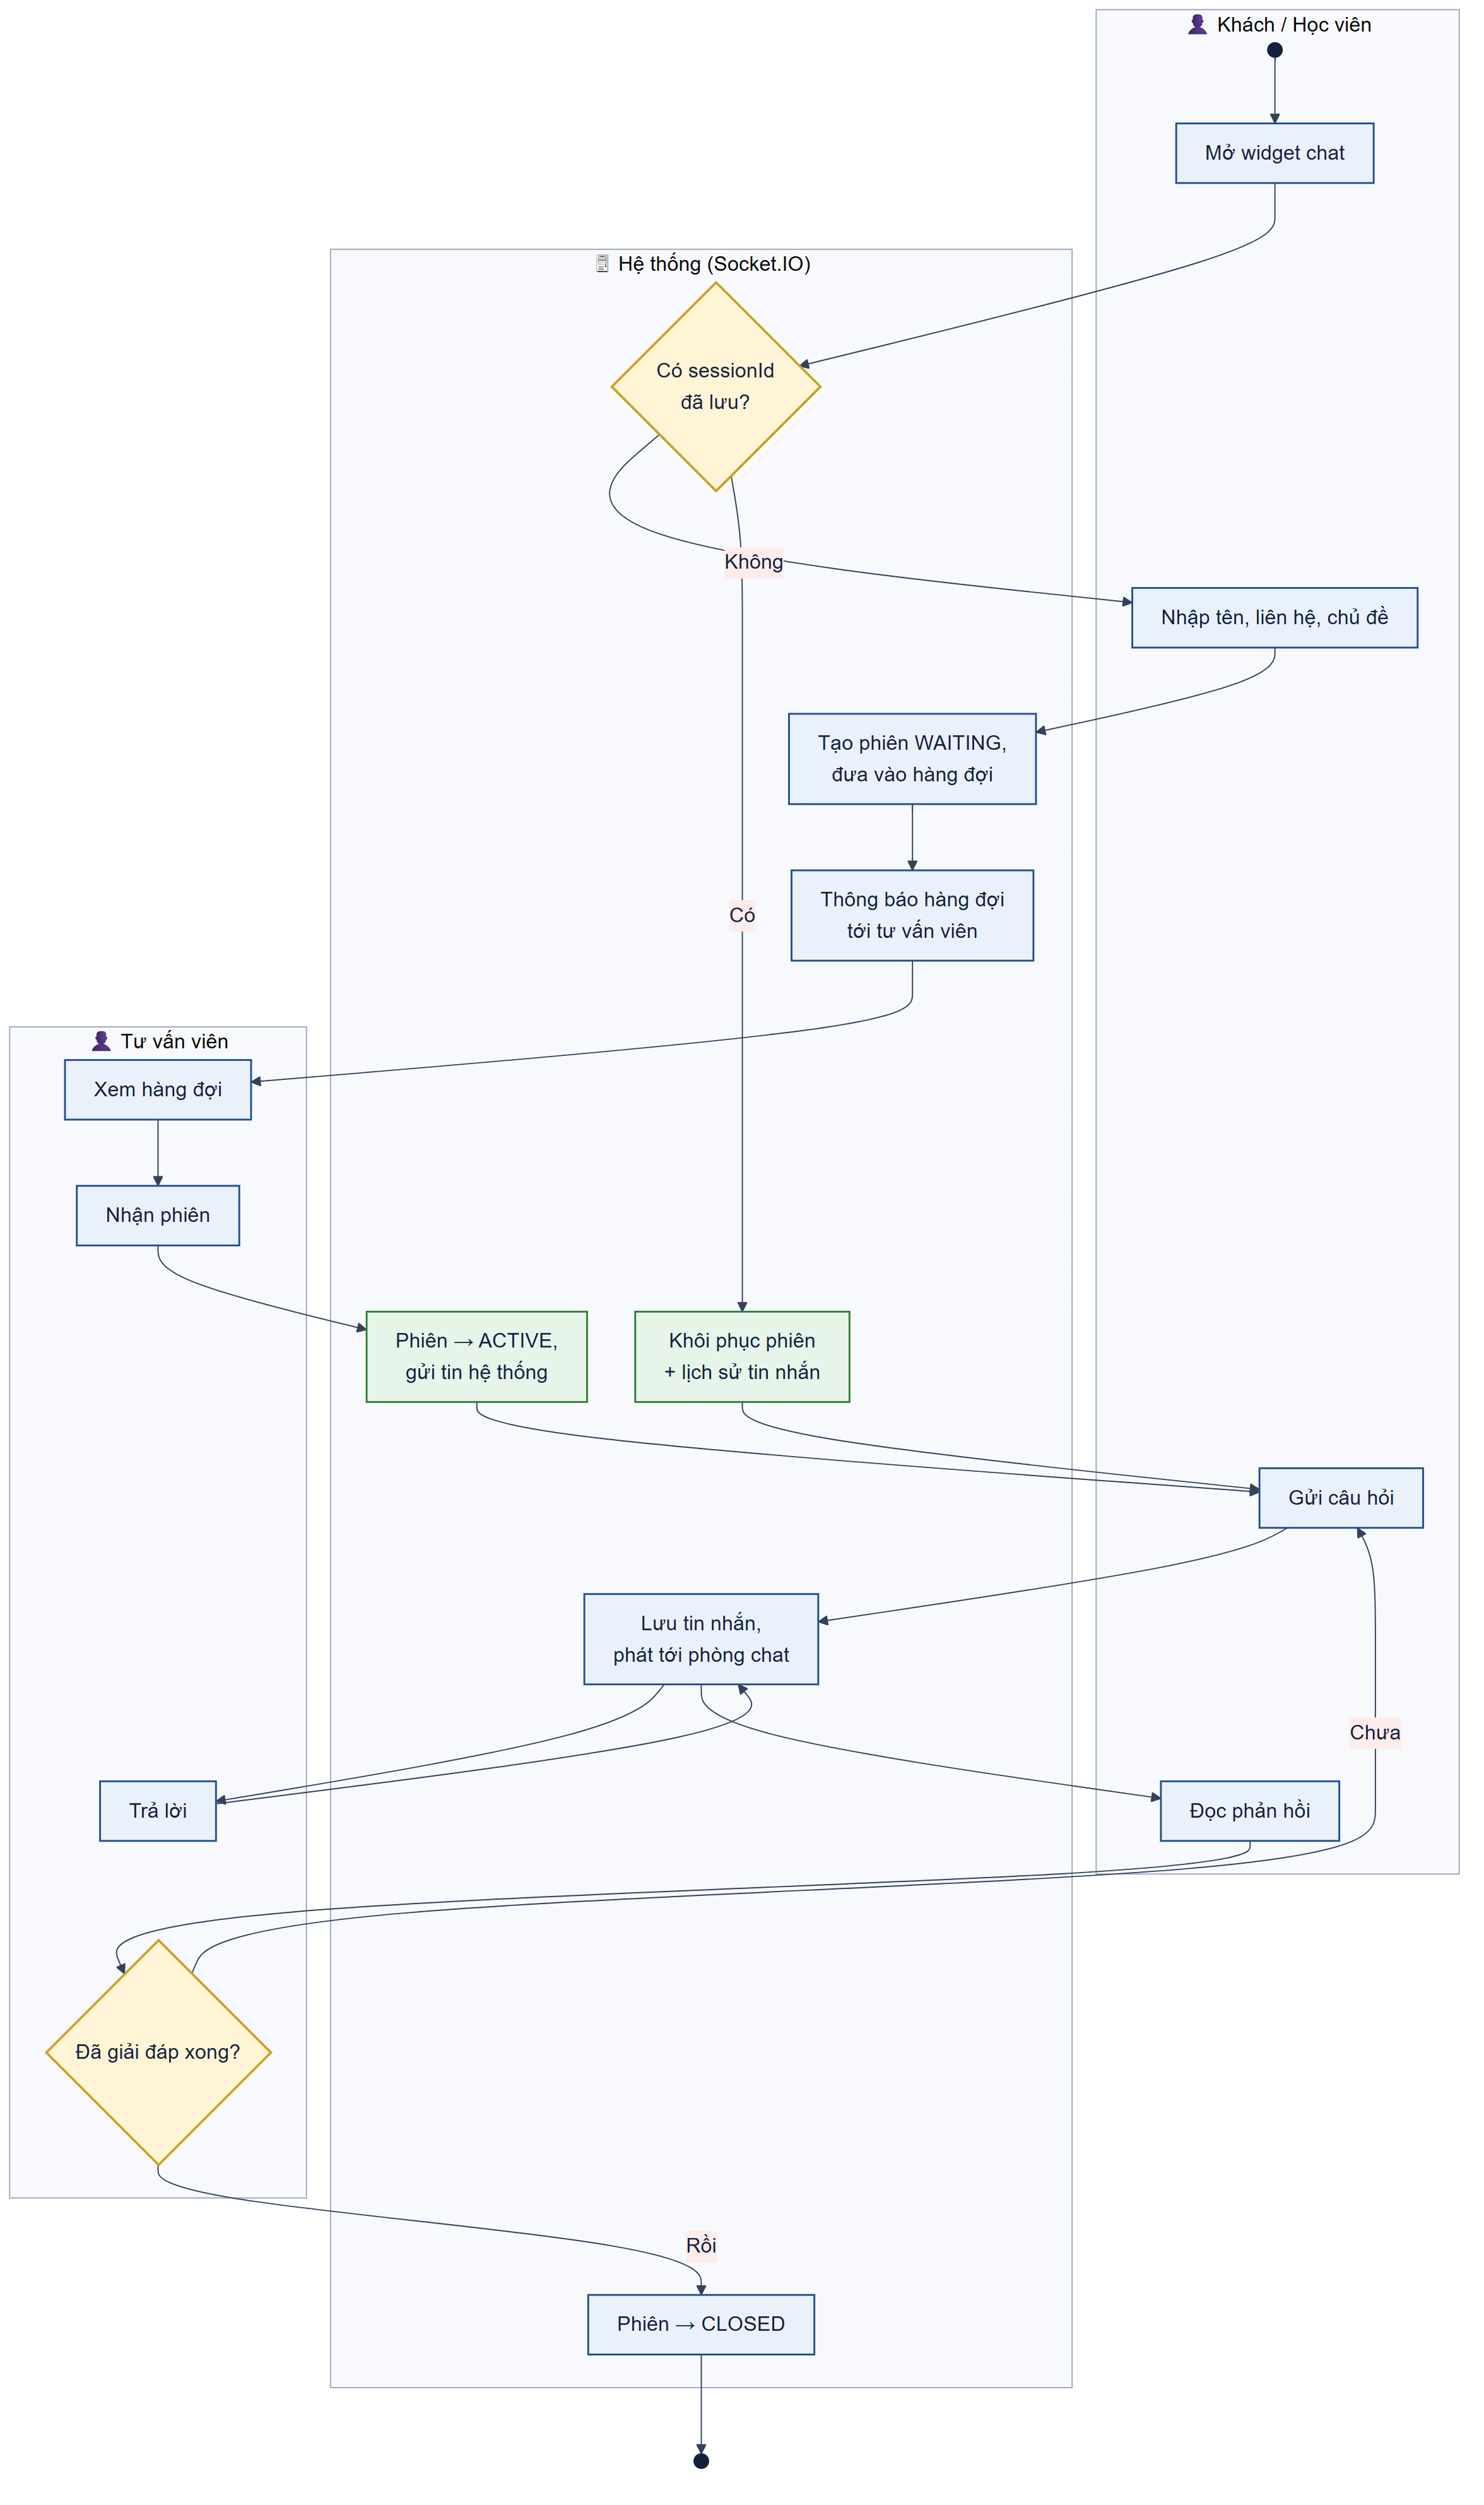 Khách / Học viên
Mở widget chat
Hệ thống (Socket.IO)
Có sessionId
đã lưu?
Không
Nhập tên, liên hệ, chủ đề
Tạo phiên WAITING,
đưa vào hàng đợi
Thông báo hàng đợi
tới tư vấn viên
Có
Tư vấn viên
Xem hàng đợi
Nhận phiên
Phiên → ACTIVE,
gửi tin hệ thống
Khôi phục phiên
+ lịch sử tin nhắn
Gửi câu hỏi
Lưu tin nhắn,
phát tới phòng chat
Chưa
Trả lời
Đọc phản hồi
Đã giải đáp xong?
Rồi
Phiên → CLOSED